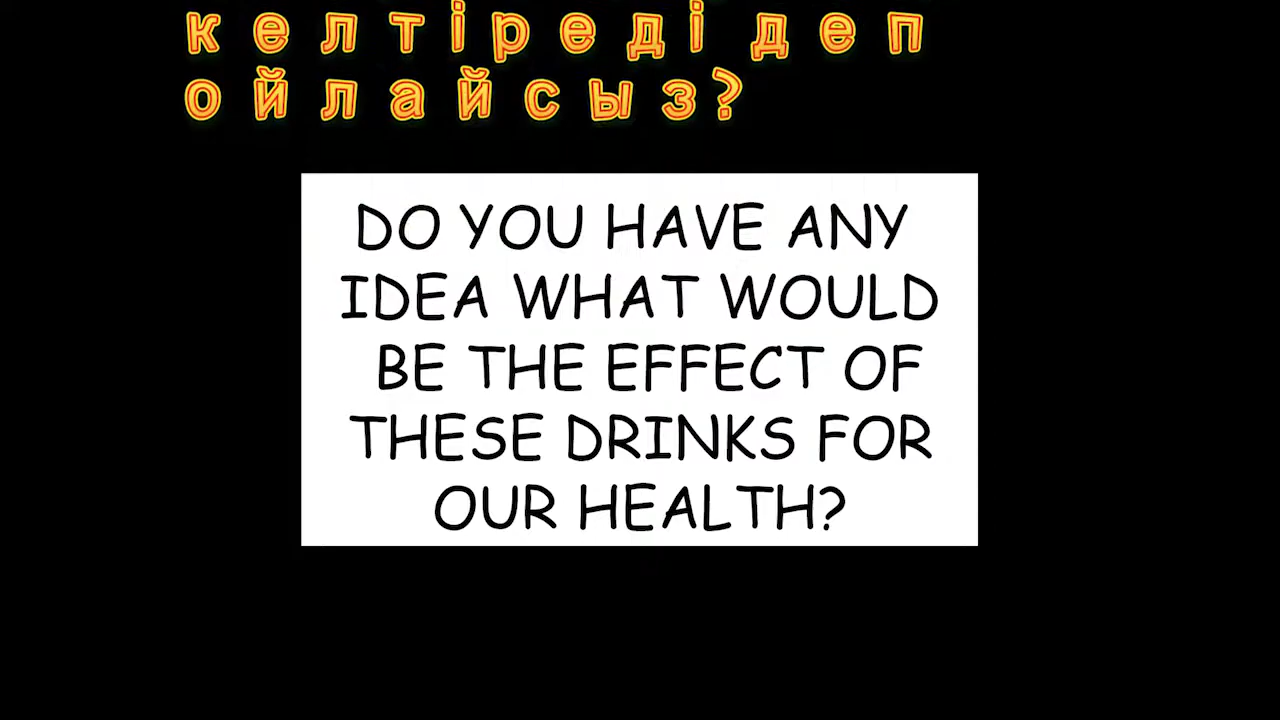 келтіреді деп
ойлайсыз?
DO YOU HAVE ANY
IDEA WHAT WOULD
BE THE EFFECT OF
THESE DRINKS FOR
OUR HEALTH?